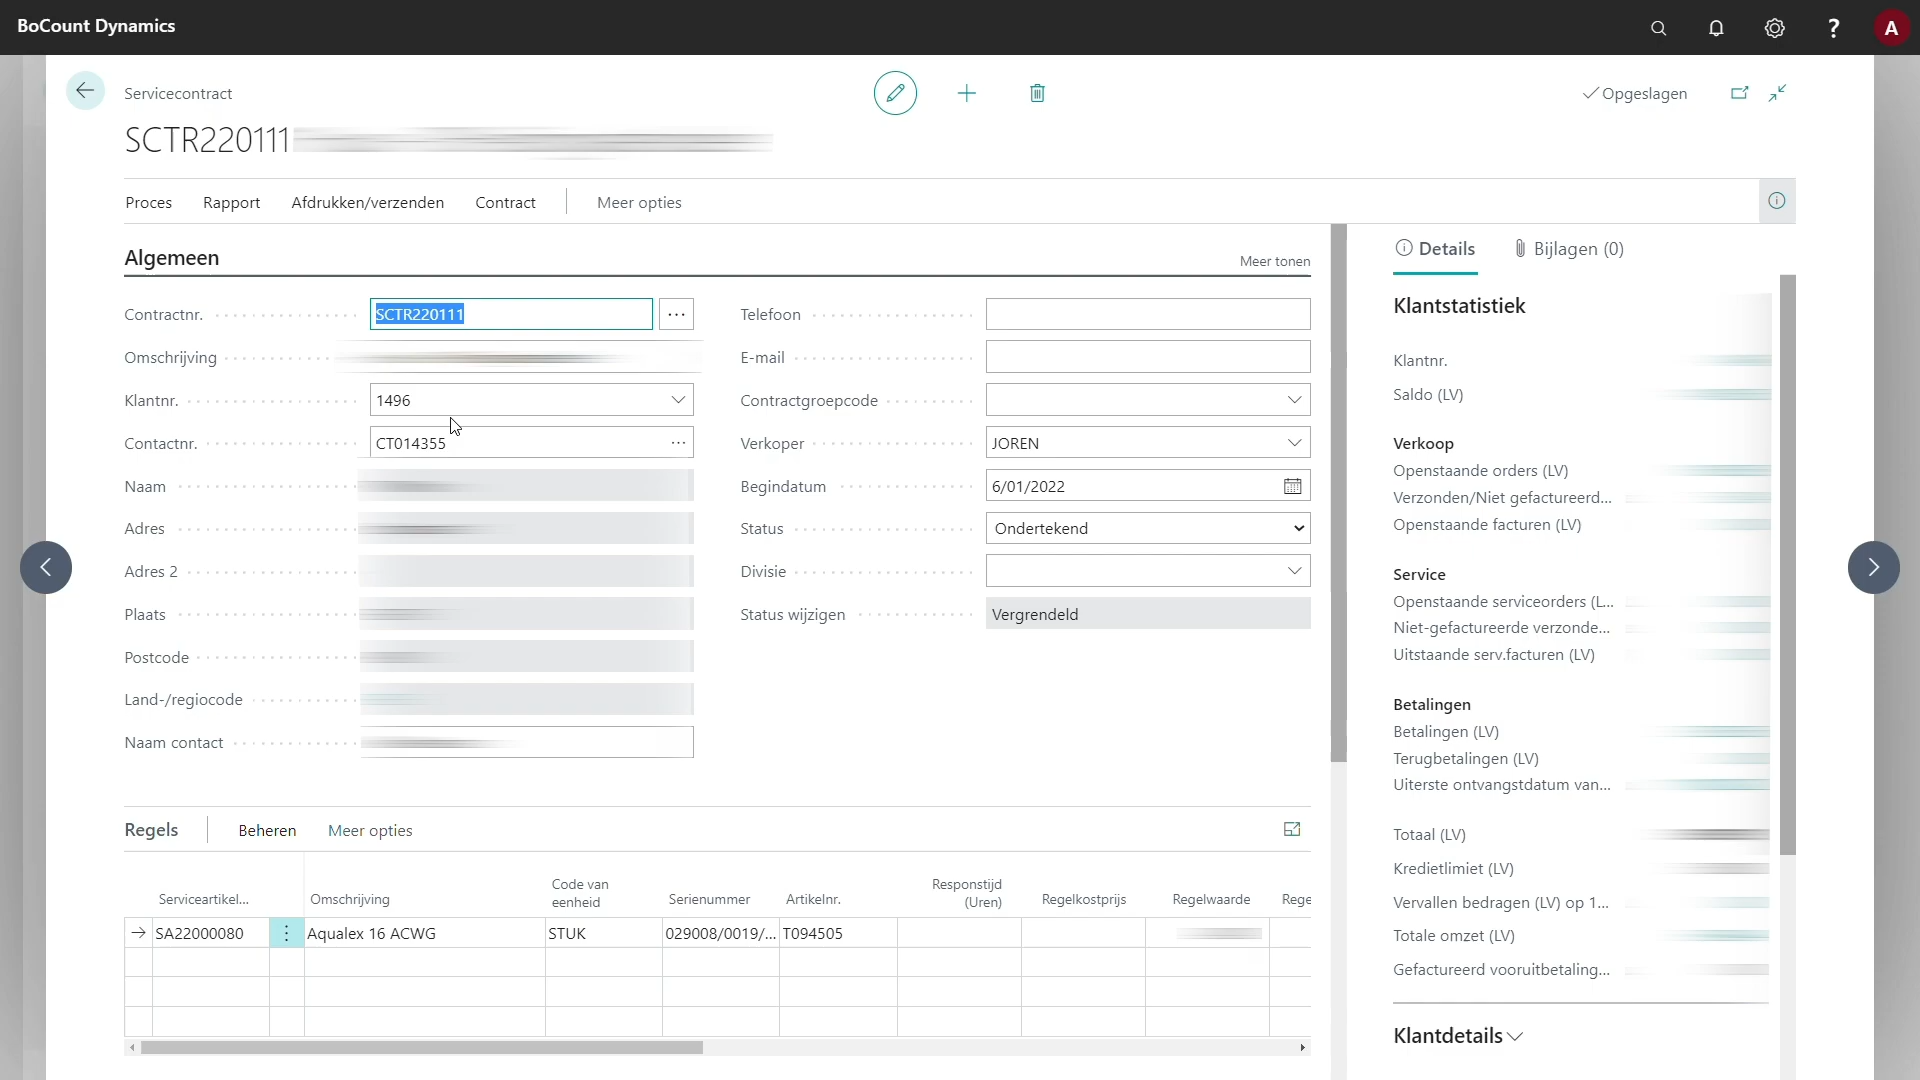 BoCount Dynamics
?
A
Servicecontract
Opgeslagen
SCTR220111
Proces Rapport Afdrukken/verzenden Contract Meer opties
Algemeen
Meer tonen
Contractnr.
SCTR220111
Omschrijving
Klantnr.
1496
Contactnr.
CT014355
Naam
Adres
Adres 2
Plaats
Postcode
Land-/regiocode
Naam contact
Telefoon
E-mail
Contractgroepcode
Verkoper
JOREN
Begindatum
6/01/2022
Status
Ondertekend
Divisie
Status wijzigen
Vergrendeld
Regels Beheren Meer opties
Serviceartikel... Omschrijving Code van eenheid Serienummer Artikelnr. Responstijd (Uren) Regelkostprijs Regelwaarde Rege
SA22000080 Aqualex 16 ACWG STUK 029008/0019/... T094505
Details Bijlagen (0)
Klantstatistiek
Klantnr.
Saldo (LV)
Verkoop
Openstaande orders (LV)
Verzonden/Niet gefactureerd...
Openstaande facturen (LV)
Service
Openstaande serviceorders (L...
Niet-gefactureerde verzonde...
Uitstaande serv.facturen (LV)
Betalingen
Betalingen (LV)
Terugbetalingen (LV)
Uiterste ontvangstdatum van...
Totaal (LV)
Kredietlimiet (LV)
Vervallen bedragen (LV) op 1...
Totale omzet (LV)
Gefactureerd vooruitbetaling...
Klantdetails